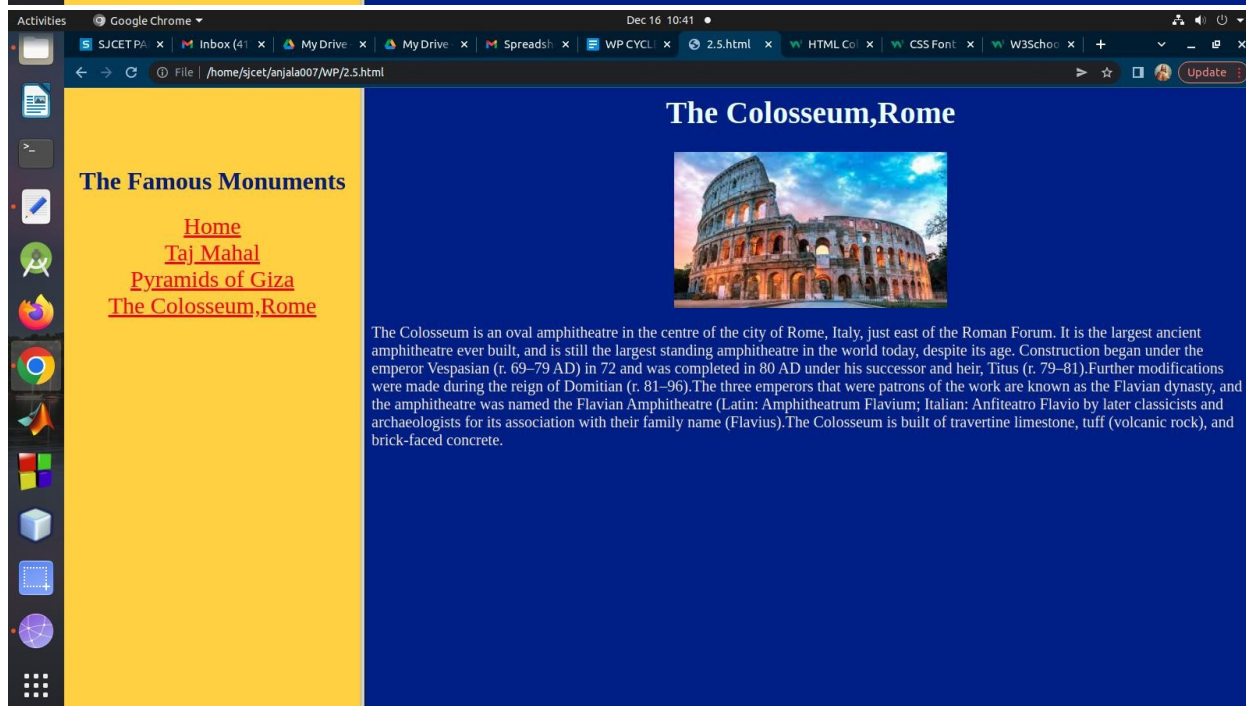 Activities Google Chrome Dec 16 10:41
SJCET PA Inbox (41 My Drive - My Drive - Spreadsh WP CYCL 2.5.html HTML Col CSS Font W3Schoo
File /home/sjcet/anjala007/WP/2.5.html Update
The Famous Monuments
Home
Taj Mahal
Pyramids of Giza
The Colosseum,Rome
The Colosseum,Rome
The Colosseum is an oval amphitheatre in the centre of the city of Rome, Italy, just east of the Roman Forum. It is the largest ancient
amphitheatre ever built, and is still the largest standing amphitheatre in the world today, despite its age. Construction began under the
emperor Vespasian (r. 69–79 AD) in 72 and was completed in 80 AD under his successor and heir, Titus (r. 79–81).Further modifications
were made during the reign of Domitian (r. 81–96).The three emperors that were patrons of the work are known as the Flavian dynasty, and
the amphitheatre was named the Flavian Amphitheatre (Latin: Amphitheatrum Flavium; Italian: Anfiteatro Flavio by later classicists and
archaeologists for its association with their family name (Flavius).The Colosseum is built of travertine limestone, tuff (volcanic rock), and
brick-faced concrete.